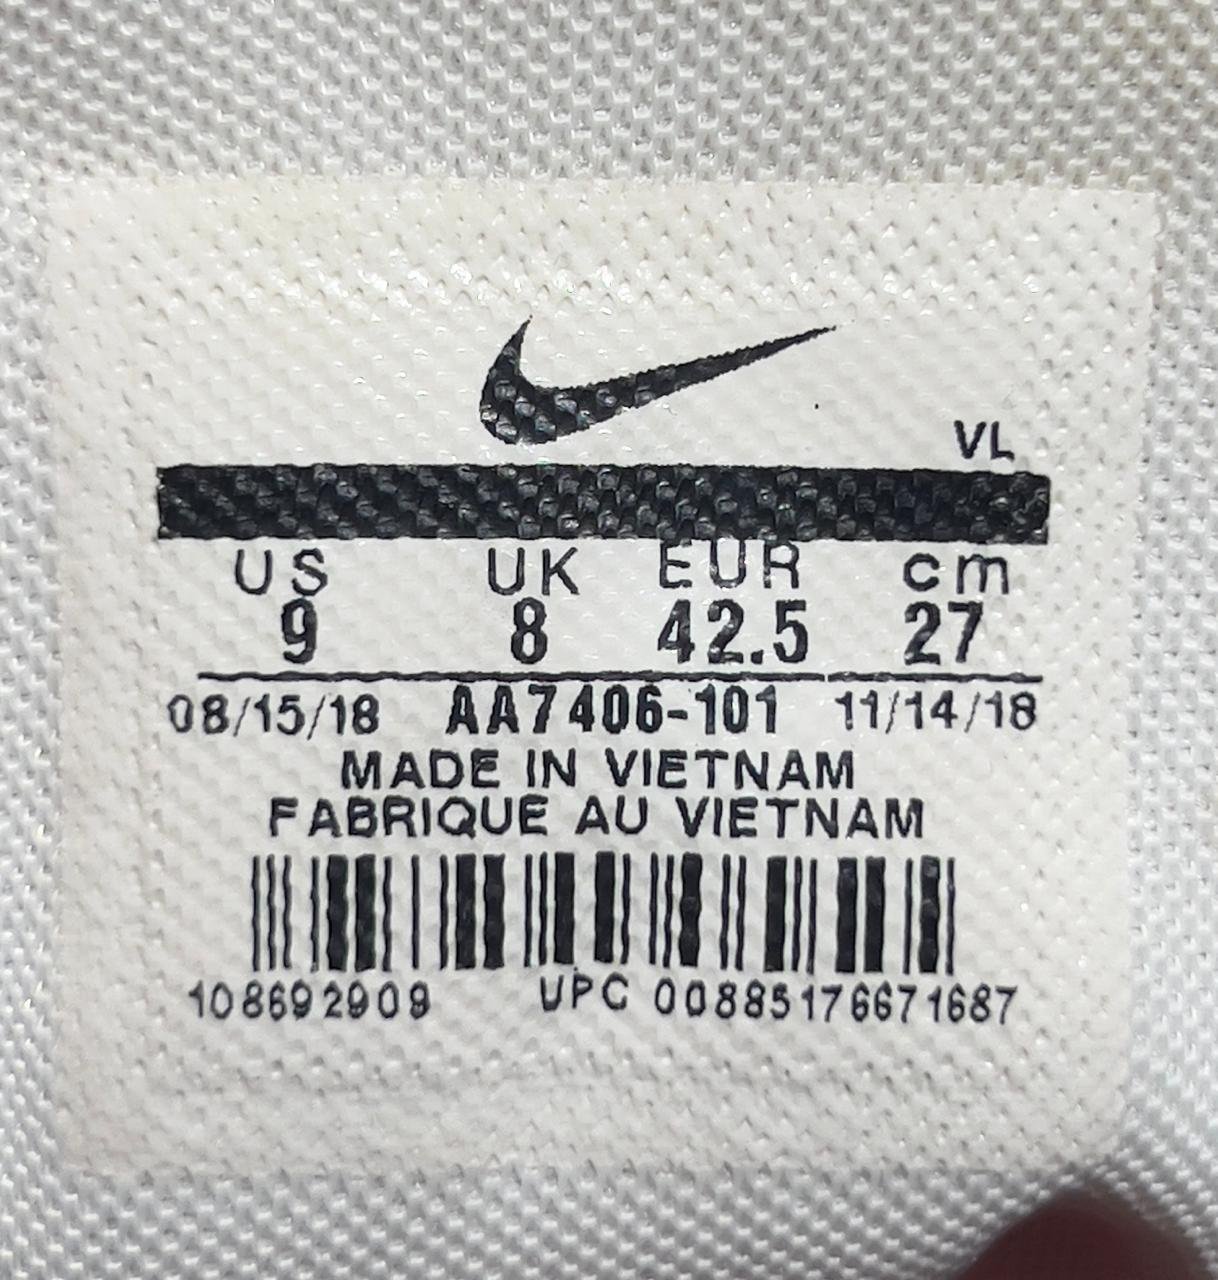 VL
US UK EUR cm
9 8 42.5 27
08/15/18 AA7406-101 11/14/18
MADE IN VIETNAM
FABRIQUE AU VIETNAM
108692909 UPC 00885176671687